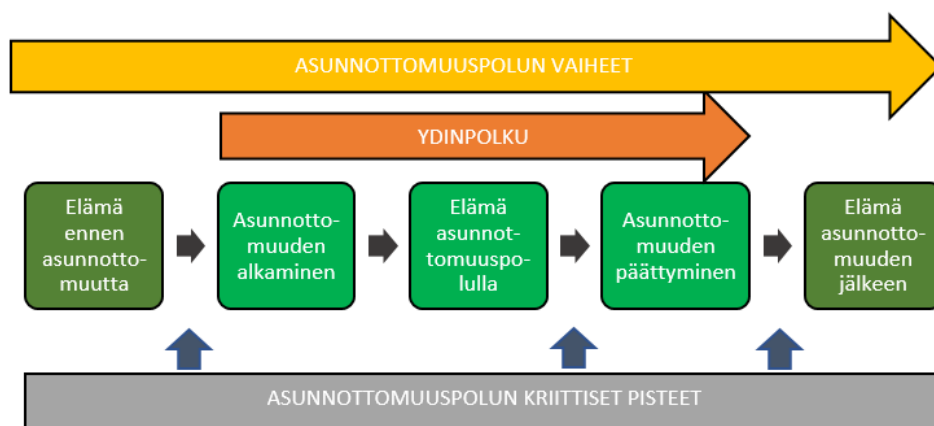 ASUNNOTTOMUUSPOLUN VAIHEET
YDINPOLKU
Elämä
ennen
asunnotto-
muutta
Asunnotto-
muuden
alkaminen
Elämä
asunnot-
tomuuspo-
lulla
Asunnotto-
muuden
päättyminen
Elämä
asunnotto-
muuden
jälkeen
ASUNNOTTOMUUSPOLUN KRIITTISET PISTEET